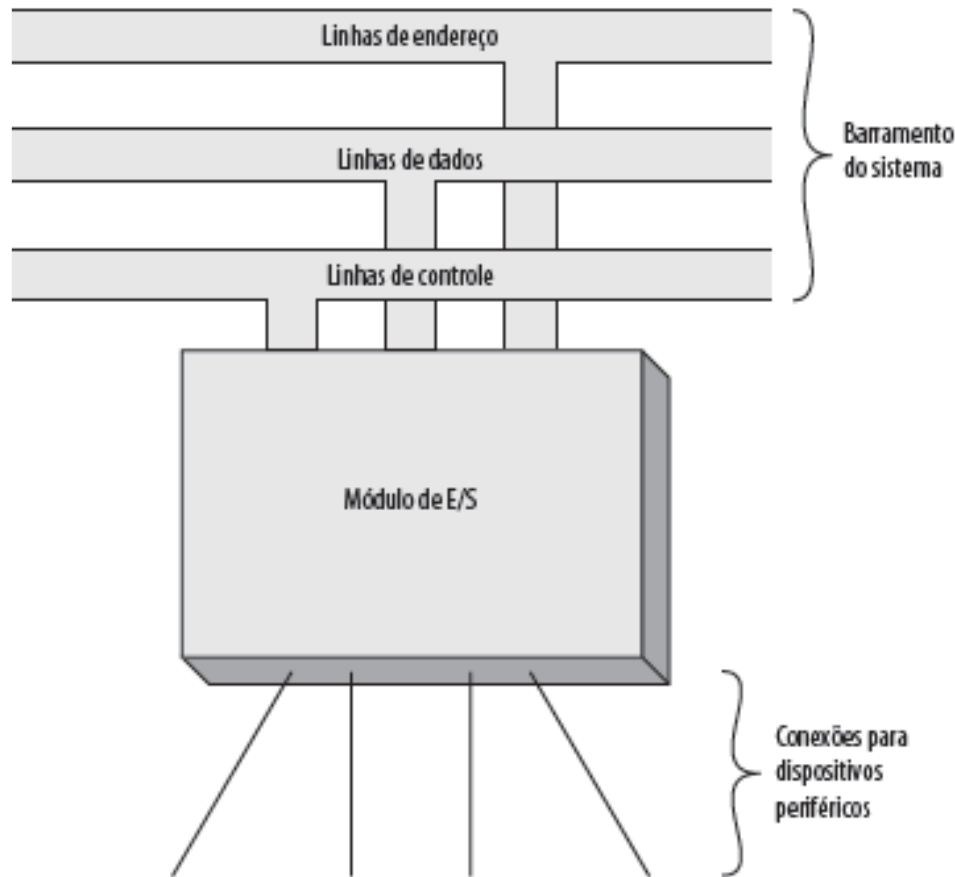 Linhas de endereço
Linhas de dados
Linhas de controle
Barramento
do sistema
Módulo de E/S
Conexões para
dispositivos
periféricos